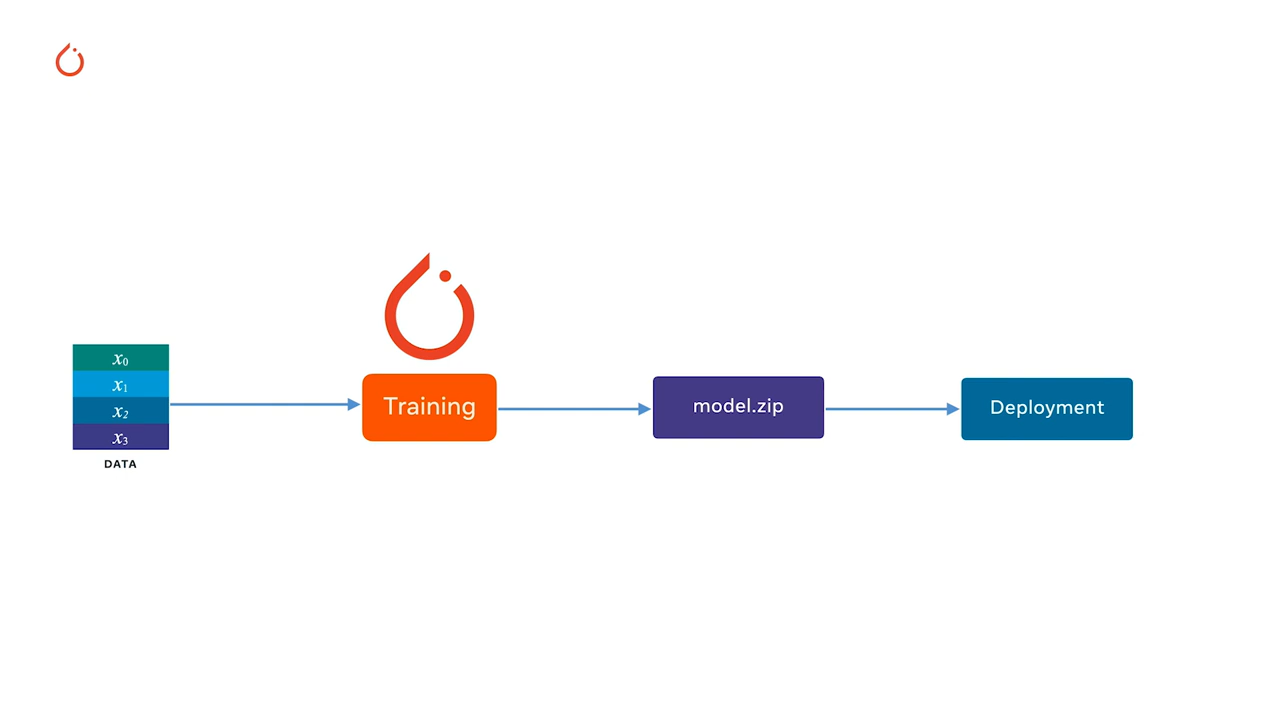 x₀
x₁
x₂
x₃
DATA
Training
model.zip
Deployment